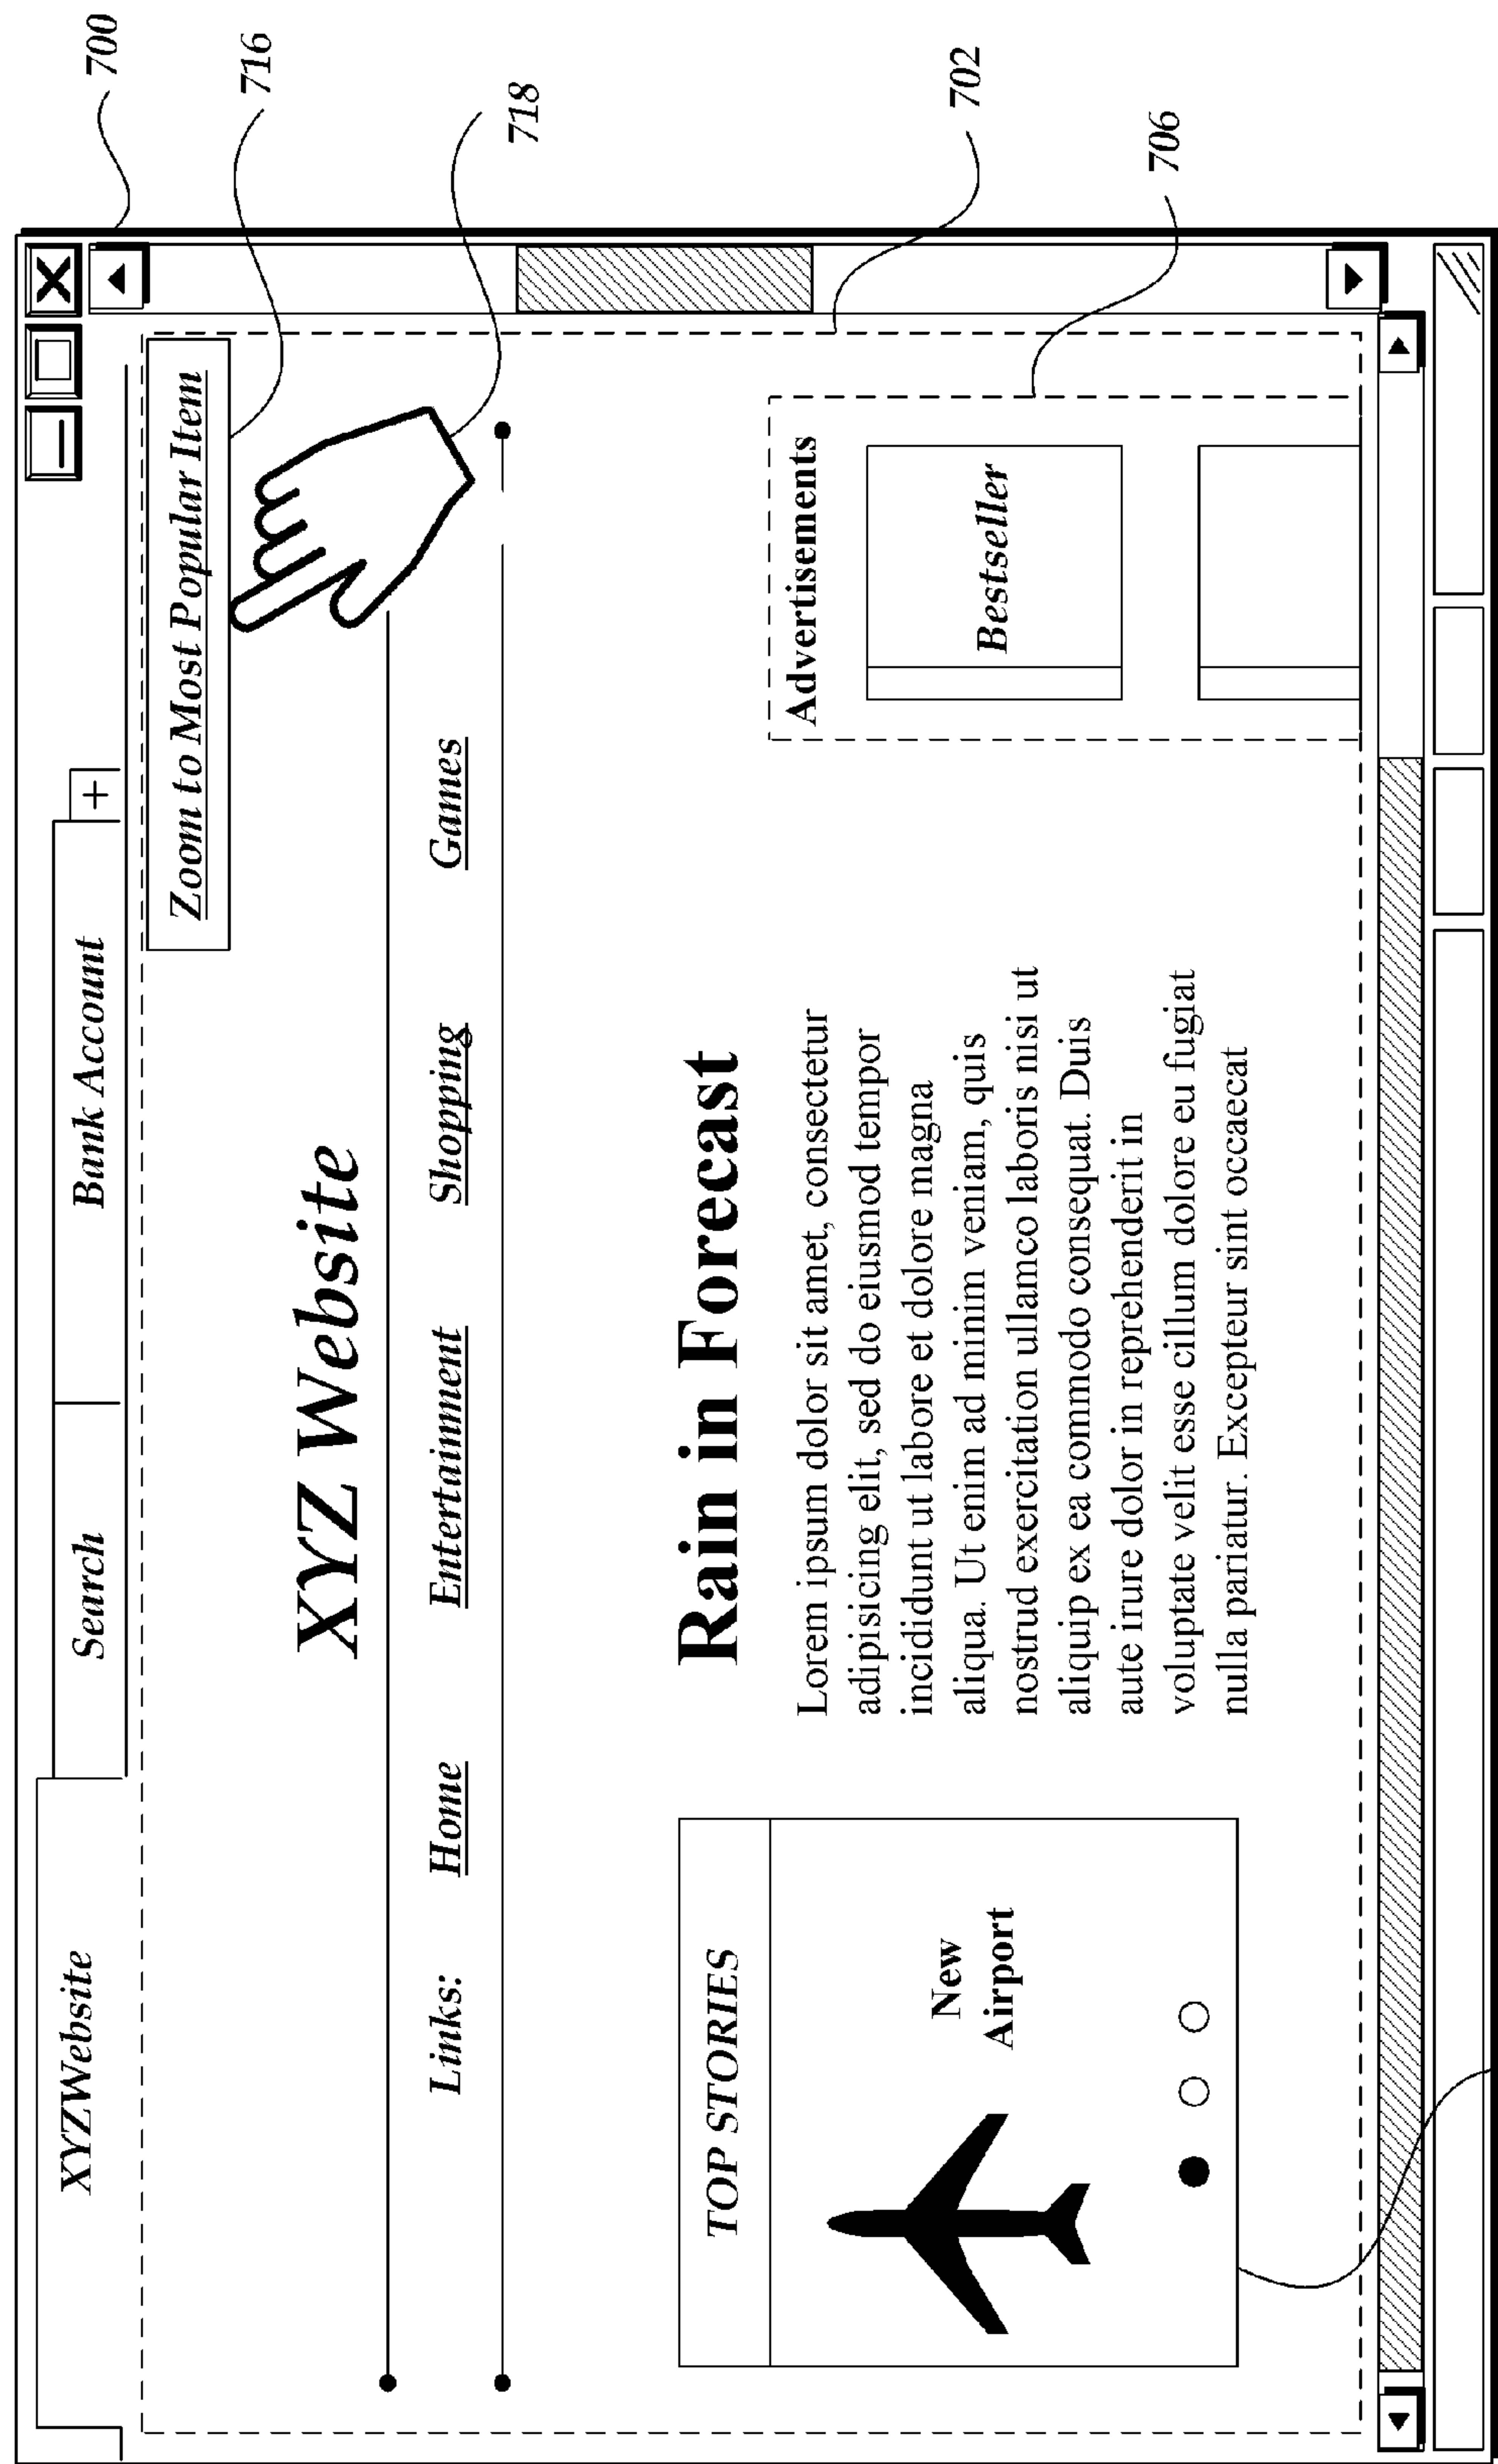 700
716
718
702
706
XYZWebsite
Search
Bank Account
+
Zoom to Most Popular Item
XYZ Website
Links: Home Entertainment Shopping Games
TOP STORIES
New
Airport
Rain in Forecast
Lorem ipsum dolor sit amet, consectetur
adipisicing elit, sed do eiusmod tempor
incididunt ut labore et dolore magna
aliqua. Ut enim ad minim veniam, quis
nostrud exercitation ullamco laboris nisi ut
aliquip ex ea commodo consequat. Duis
aute irure dolor in reprehenderit in
voluptate velit esse cillum dolore eu fugiat
nulla pariatur. Excepteur sint occaecat
Advertisements
Bestseller